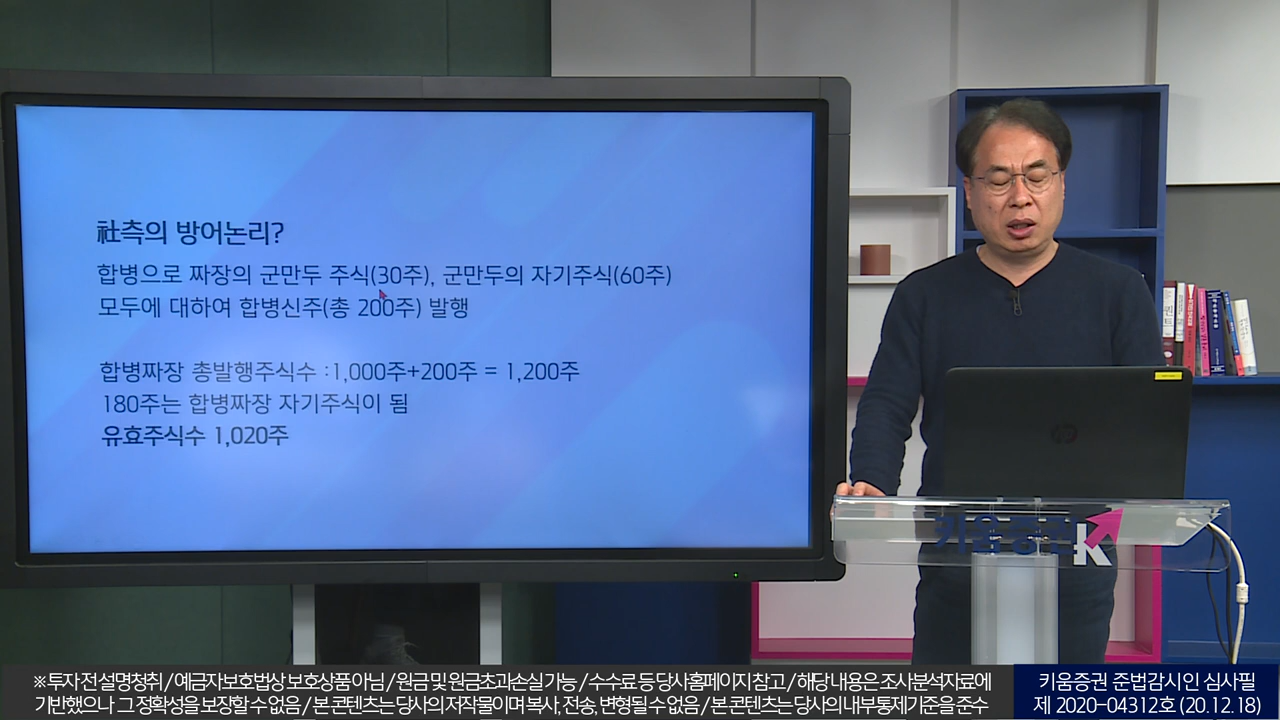 社측의 방어논리?
합병으로 짜장의 군만두 주식(30주), 군만두의 자기주식(60주)
모두에 대하여 합병신주(총 200주) 발행
합병짜장 총발행주식수 :1,000주+200주 = 1,200주
180주는 합병짜장 자기주식이 됨
유효주식수 1,020주
키움증권
K
※ 투자 전 설명청취 / 예금자보호법상 보호상품 아님 / 원금 및 원금초과손실 가능 / 수수료 등 당사홈페이지 참고 / 해당 내용은 조사분석자료에
기반했으나 그 정확성을 보장할 수 없음 / 본 콘텐츠는 당사의 저작물이며 복사, 전송, 변형될 수 없음 / 본 콘텐츠는 당사의 내부통제기준을 준수
키움증권 준법감시인 심사필
제 2020-04312호 (20.12.18)